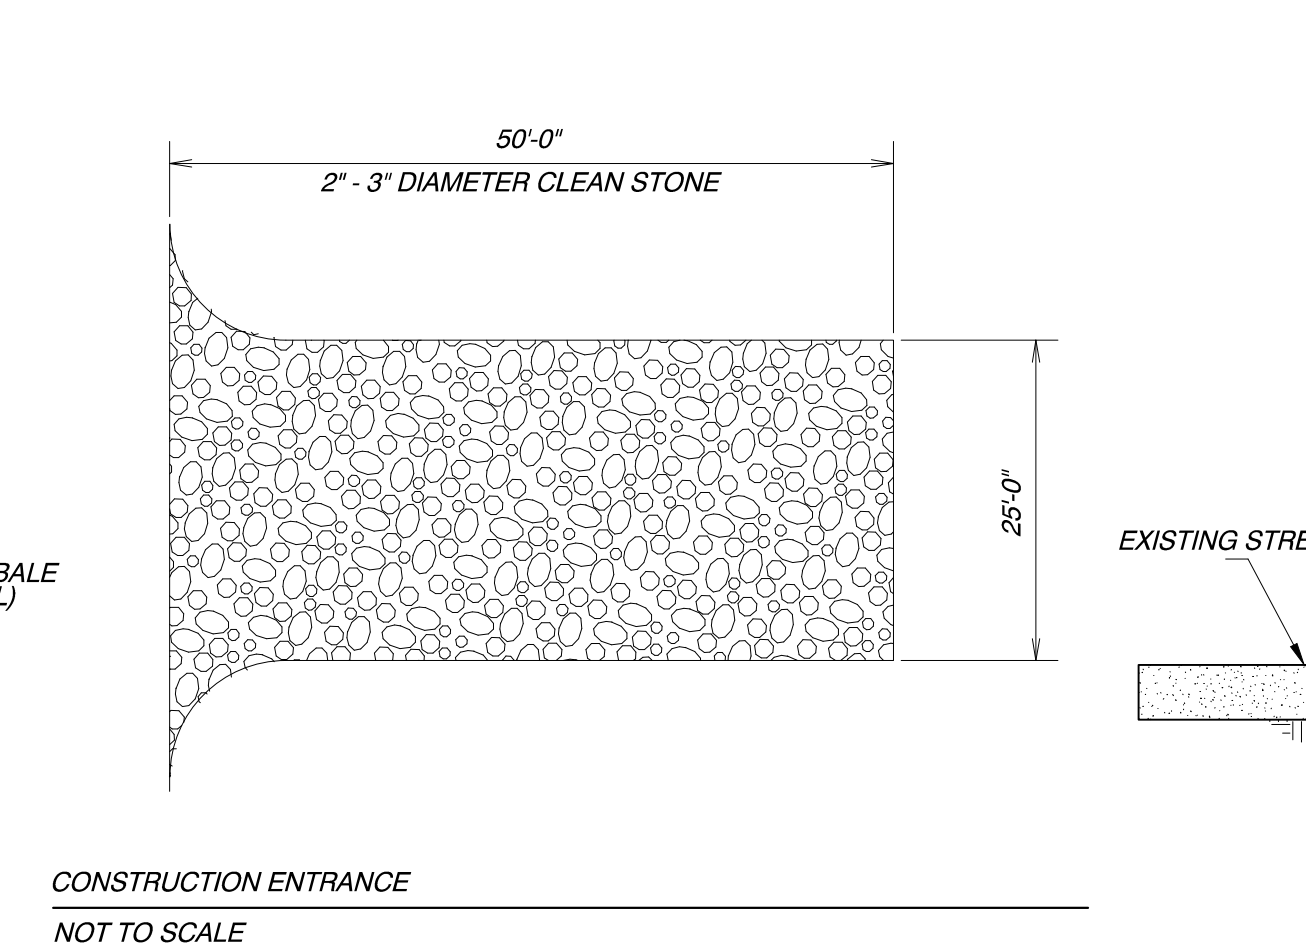 50'-0"
2" - 3" DIAMETER CLEAN STONE
25'-0"
EXISTING STRE
BALE
L)
CONSTRUCTION ENTRANCE
NOT TO SCALE